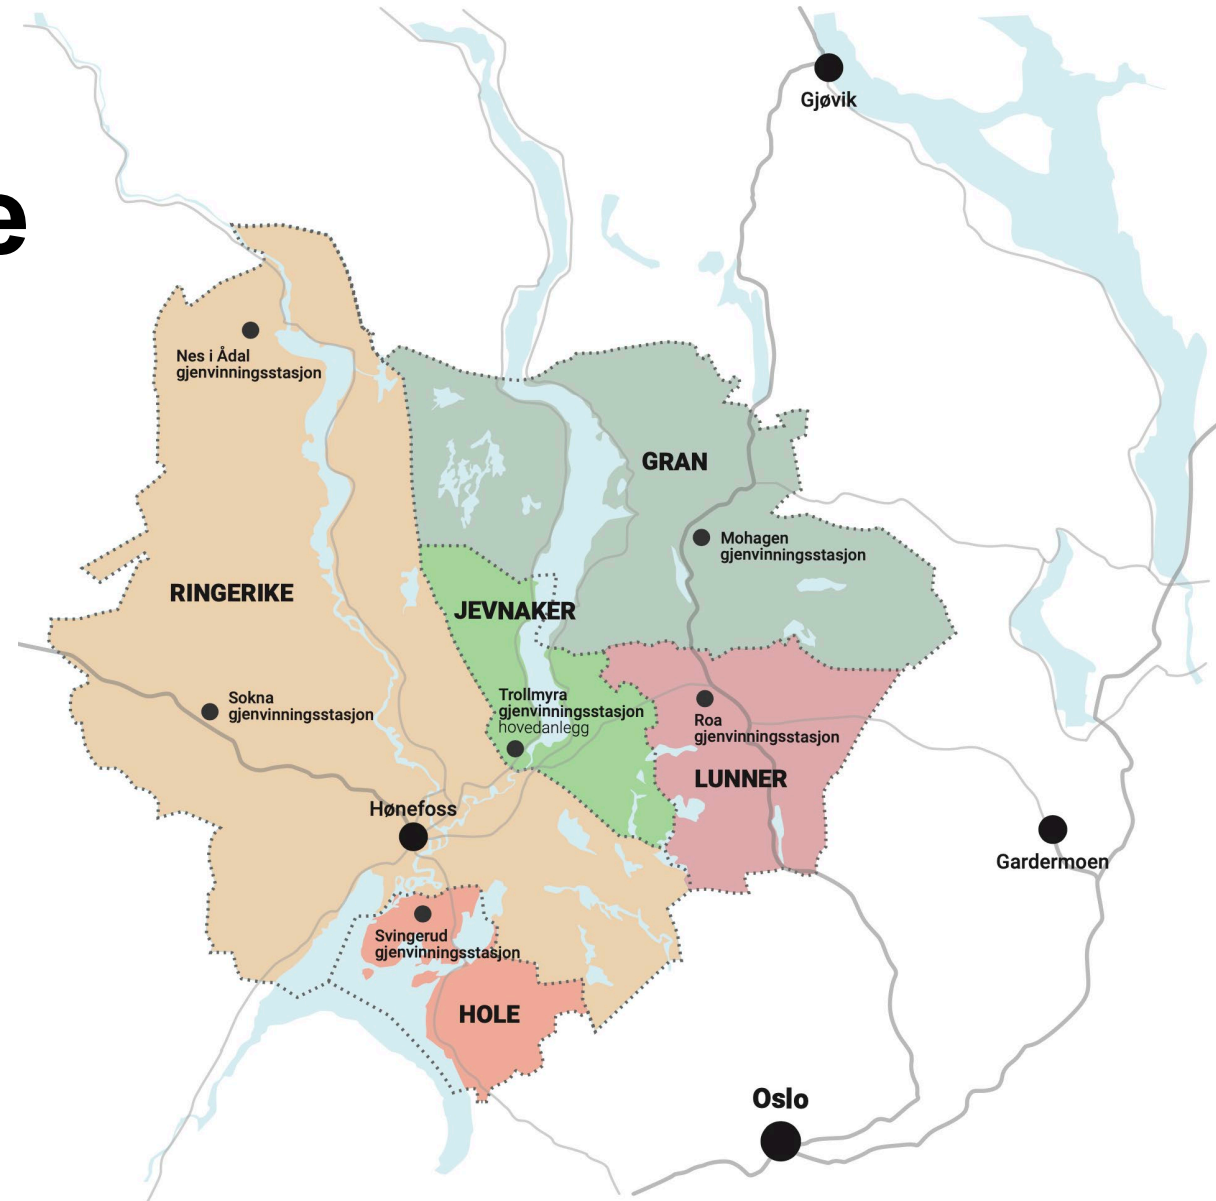 e
Gjøvik
Nes i Ådal
gjenvinningsstasjon
GRAN
Mohagen
gjenvinningsstasjon
RINGERIKE
JEVNAKER
Sokna
gjenvinningsstasjon
Trollmyra
gjenvinningsstasjon
hovedanlegg
Roa
gjenvinningsstasjon
LUNNER
Hønefoss
Gardermoen
Svingerud
gjenvinningsstasjon
HOLE
Oslo